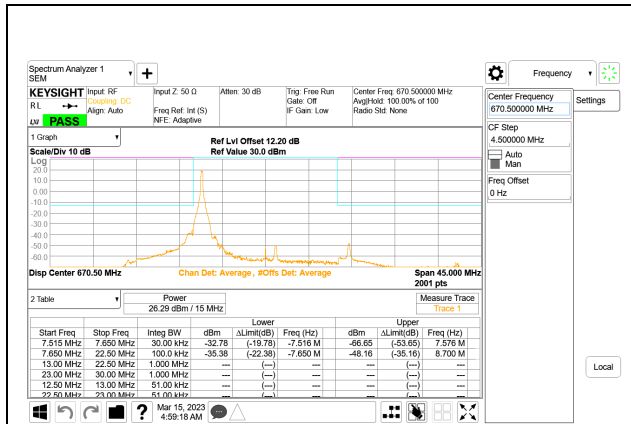 Spectrum Analyzer 1
SEM
Frequency
KEYSIGHT Input: RF Input Z: 50 Ω Atten: 30 dB Trig: Free Run Center Freq: 670.500000 MHz
RL Coupling: DC Gate: Off Avg|Hold: 100.00% of 100
Align: Auto Freq Ref: Int (S) IF Gain: Low Radio Std: None
LXI PASS NFE: Adaptive
Center Frequency
670.500000 MHz
Settings
CF Step
4.500000 MHz
Auto
Man
Freq Offset
0 Hz
1 Graph
Ref Lvl Offset 12.20 dB
Scale/Div 10 dB Ref Value 30.0 dBm
Log
20.0
10.0
0.00
-10.0
-20.0
-30.0
-40.0
-50.0
-60.0
Disp Center 670.50 MHz Chan Det: Average, #Offs Det: Average Span 45.000 MHz
2001 pts
2 Table Power Measure Trace
26.29 dBm / 15 MHz Trace 1
Lower Upper
Start Freq Stop Freq Integ BW dBm ΔLimit(dB) Freq (Hz) dBm ΔLimit(dB) Freq (Hz)
7.515 MHz 7.650 MHz 30.00 kHz -32.78 (-19.78) -7.516 M -66.65 (-53.65) 7.576 M
7.650 MHz 22.50 MHz 100.0 kHz -35.38 (-22.38) -7.650 M -48.16 (-35.16) 8.700 M
13.00 MHz 22.50 MHz 1.000 MHz --- (---) --- --- (---) ---
23.00 MHz 30.00 MHz 1.000 MHz --- (---) --- --- (---) ---
12.50 MHz 13.00 MHz 51.00 kHz --- (---) --- --- (---) ---
22.50 MHz 23.00 MHz 51.00 kHz --- (---) --- --- (---) ---
Local
? Mar 15, 2023
4:59:18 AM